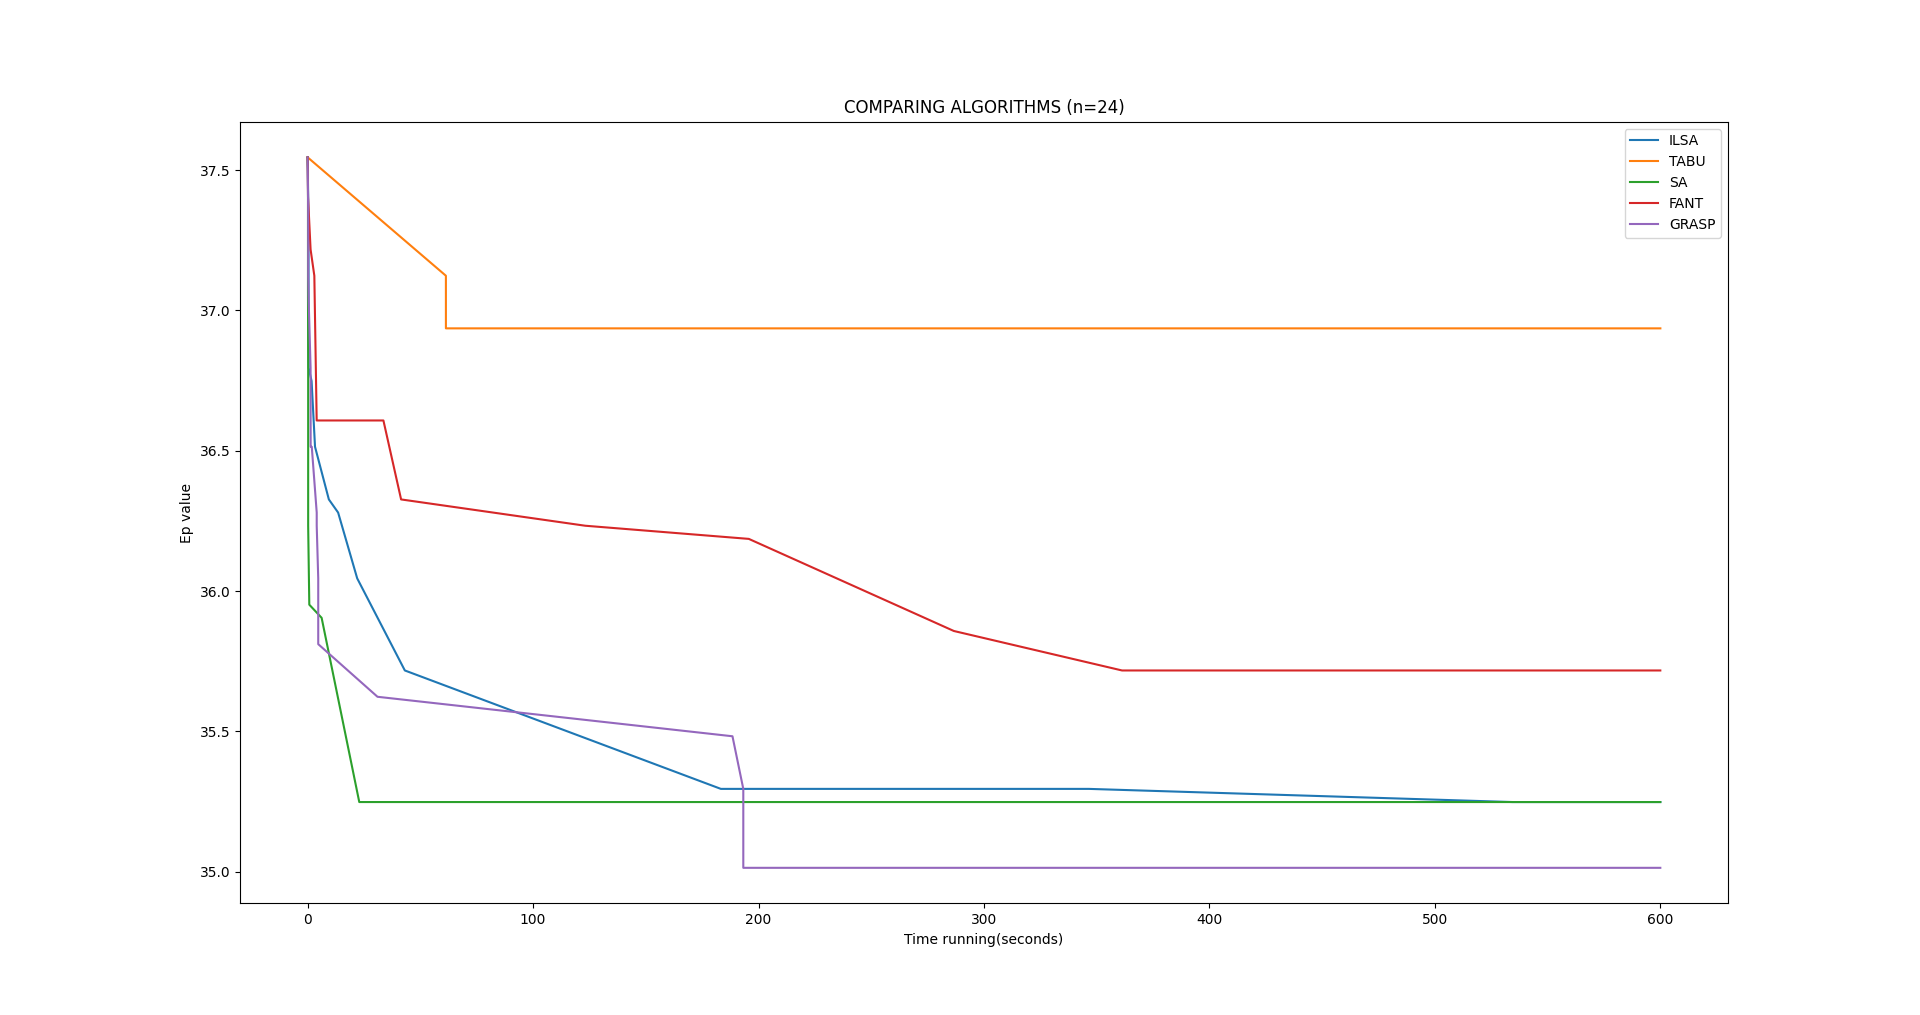 COMPARING ALGORITHMS (n=24)
ILSA
TABU
SA
FANT
GRASP
37.5
37.0
36.5
36.0
35.5
35.0
Ep value
0 100 200 300 400 500 600
Time running(seconds)